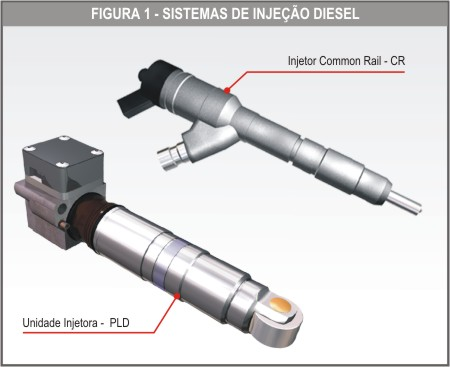 FIGURA 1 - SISTEMAS DE INJEÇÃO DIESEL
Injetor Common Rail - CR
Unidade Injetora - PLD